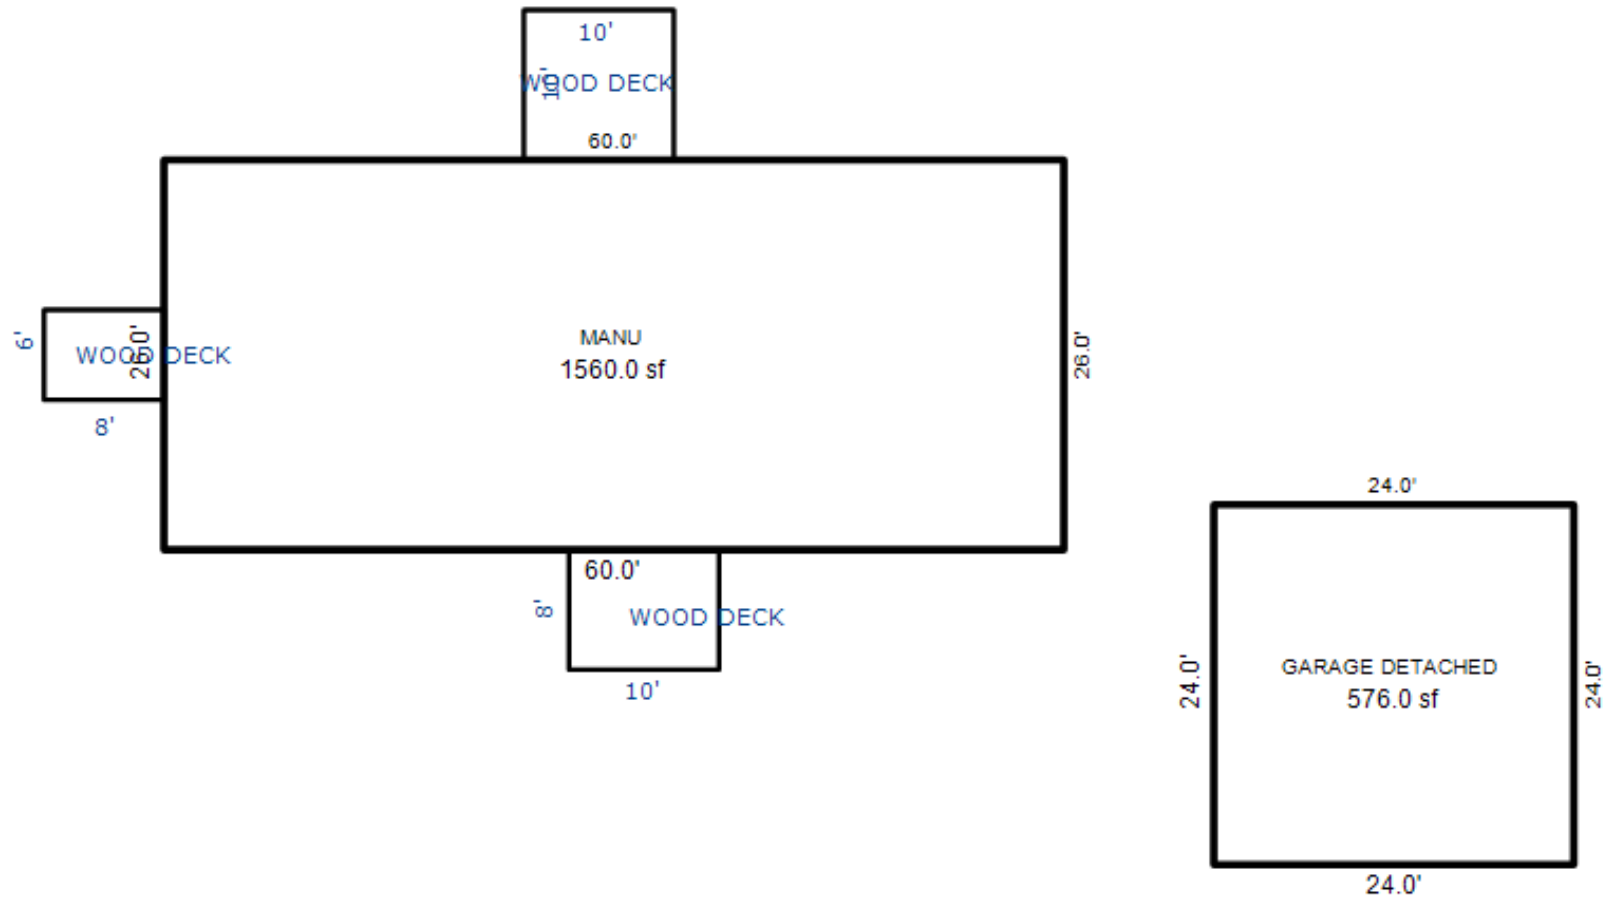 10'
WOOD DECK
10'
60.0'
6'
WOOD DECK
26.0'
8'
MANU
1560.0 sf
26.0'
60.0'
8'
WOOD DECK
10'
24.0'
24.0'
GARAGE DETACHED
576.0 sf
24.0'
24.0'